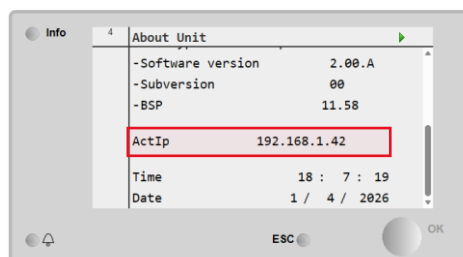 Info
4
About Unit
-Software version 2.00.A
-Subversion 00
-BSP 11.58
ActIp 192.168.1.42
Time 18 : 7 : 19
Date 1 / 4 / 2026
ESC
OK